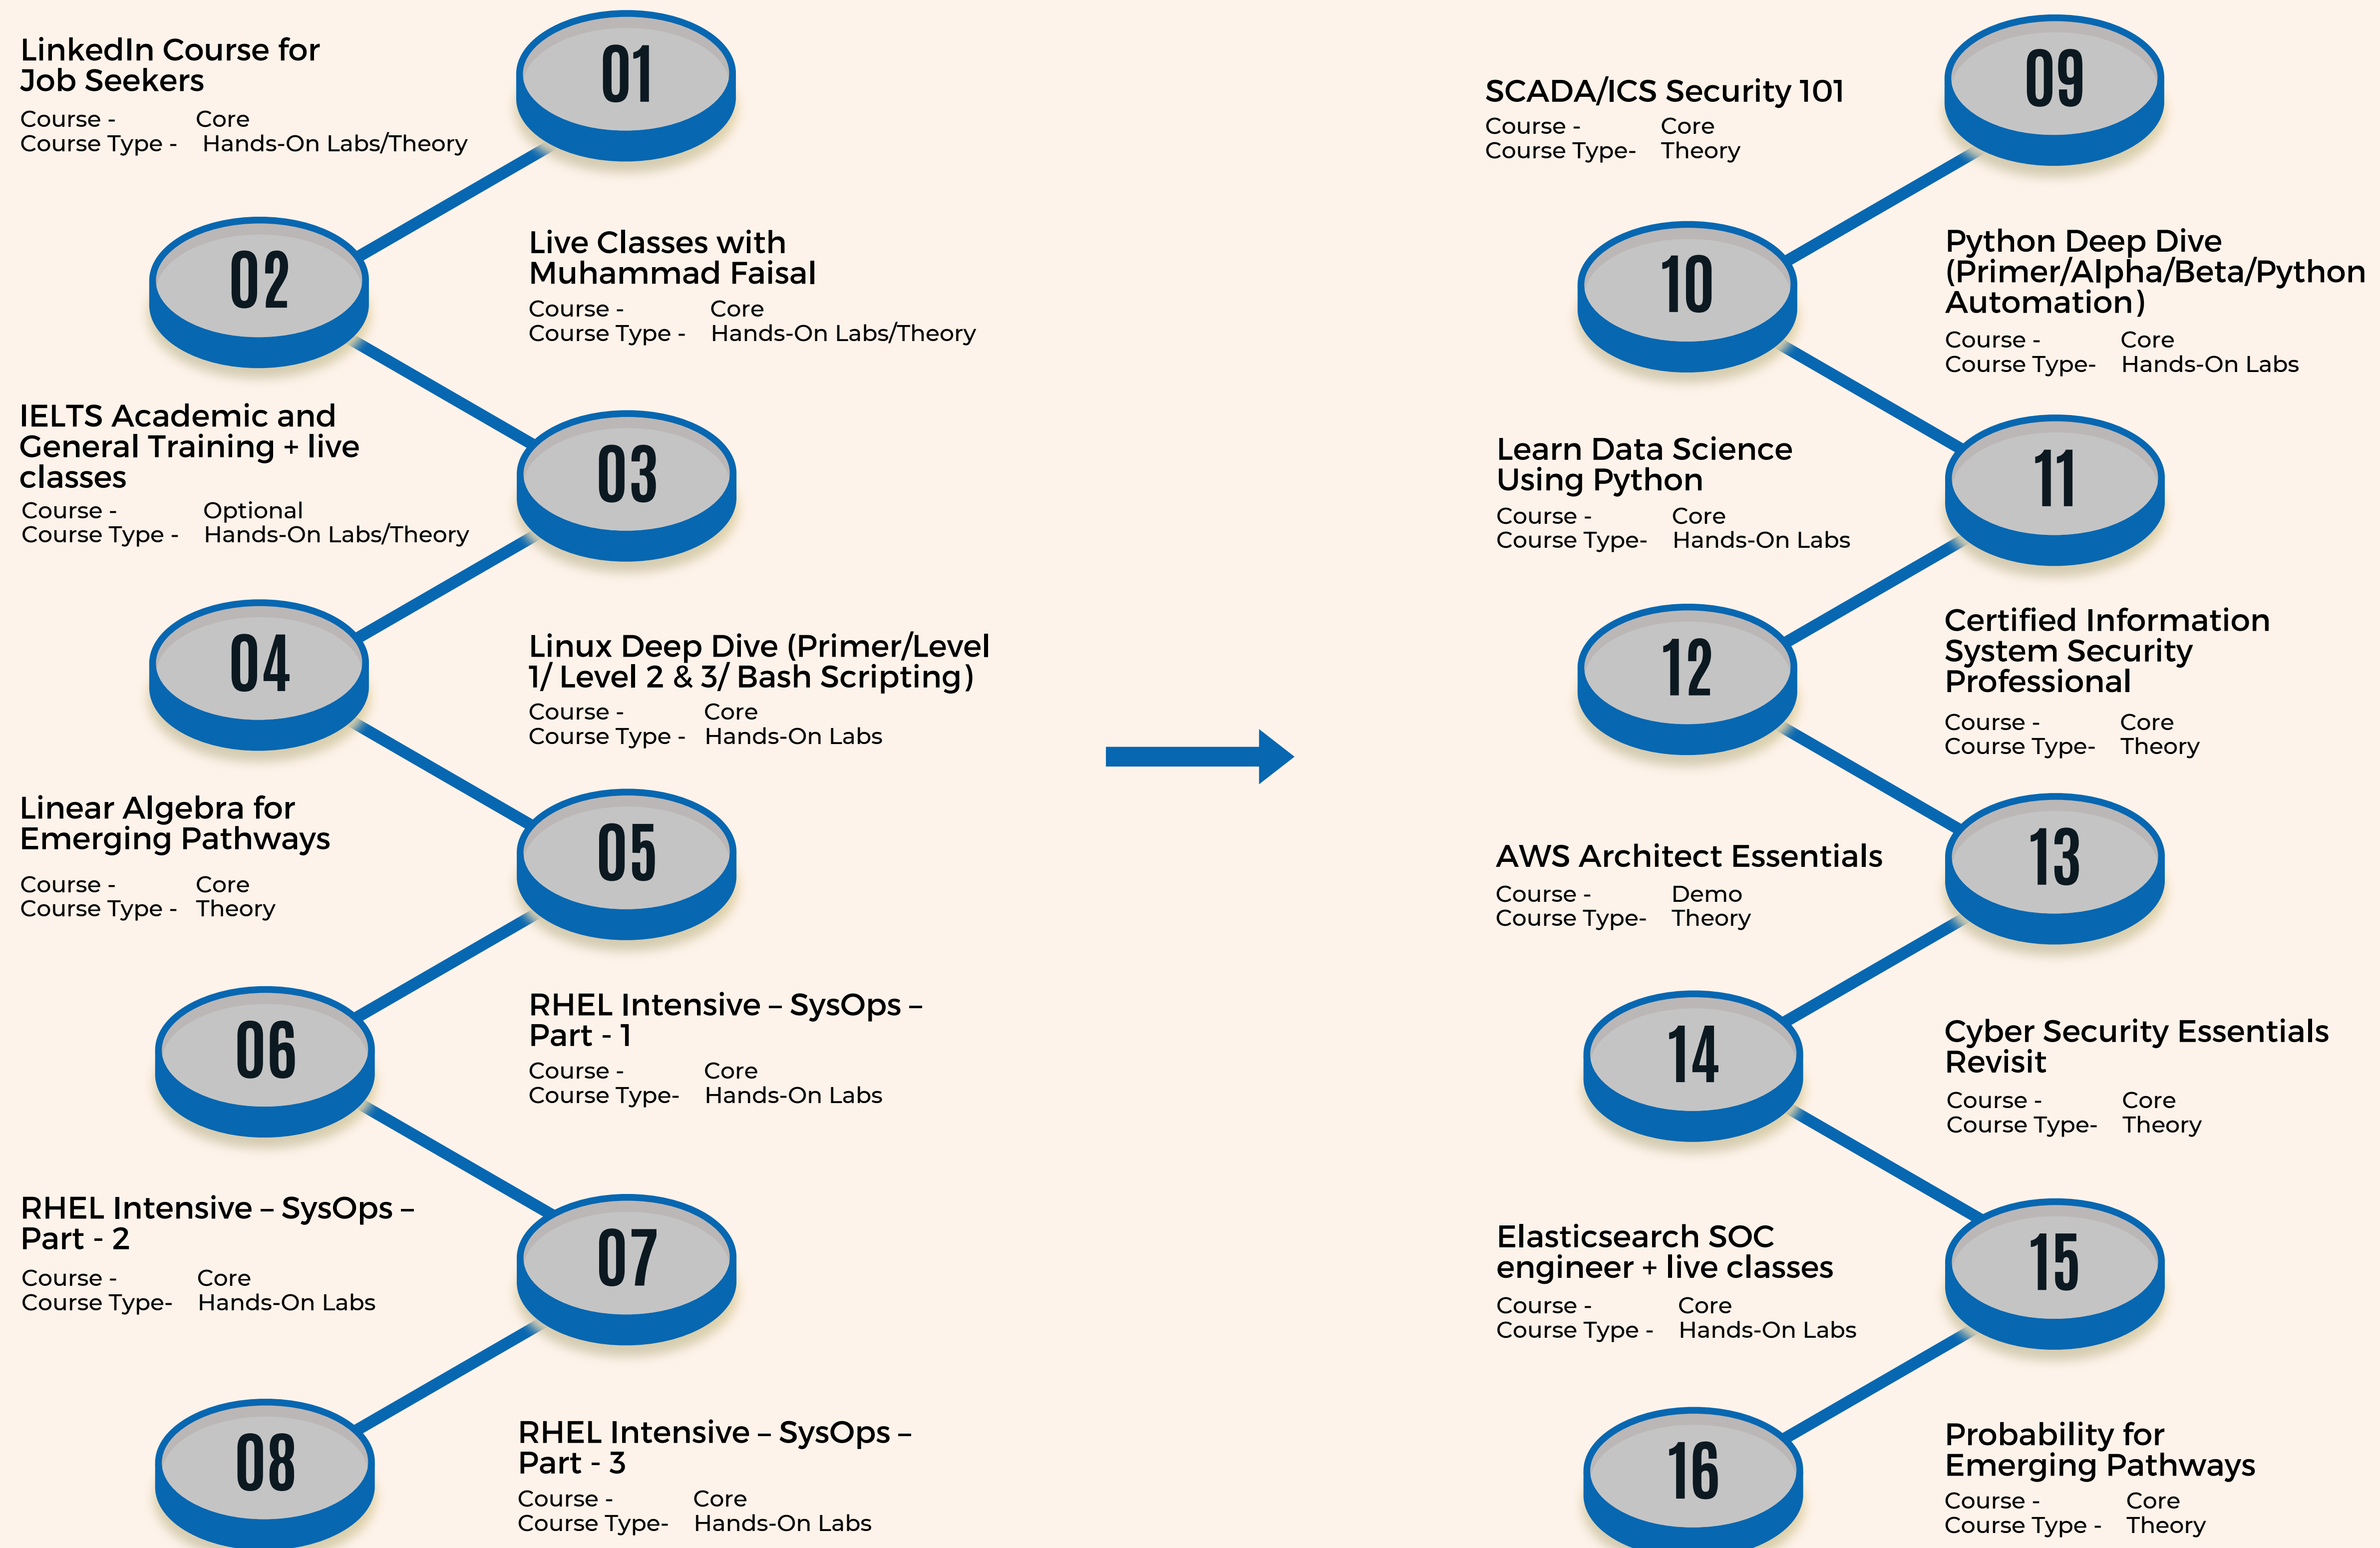 01
LinkedIn Course for
Job Seekers
Course - Core
Course Type - Hands-On Labs/Theory
02
Live Classes with
Muhammad Faisal
Course - Core
Course Type - Hands-On Labs/Theory
03
IELTS Academic and
General Training + live
classes
Course - Optional
Course Type - Hands-On Labs/Theory
04
Linux Deep Dive (Primer/Level
1/ Level 2 & 3/ Bash Scripting)
Course - Core
Course Type - Hands-On Labs
05
Linear Algebra for
Emerging Pathways
Course - Core
Course Type - Theory
06
RHEL Intensive – SysOps –
Part - 1
Course - Core
Course Type- Hands-On Labs
07
RHEL Intensive – SysOps –
Part - 2
Course - Core
Course Type- Hands-On Labs
08
RHEL Intensive – SysOps –
Part - 3
Course - Core
Course Type- Hands-On Labs
09
SCADA/ICS Security 101
Course - Core
Course Type- Theory
10
Python Deep Dive
(Primer/Alpha/Beta/Python
Automation)
Course - Core
Course Type- Hands-On Labs
11
Learn Data Science
Using Python
Course - Core
Course Type- Hands-On Labs
12
Certified Information
System Security
Professional
Course - Core
Course Type- Theory
13
AWS Architect Essentials
Course - Demo
Course Type- Theory
14
Cyber Security Essentials
Revisit
Course - Core
Course Type- Theory
15
Elasticsearch SOC
engineer + live classes
Course - Core
Course Type - Hands-On Labs
16
Probability for
Emerging Pathways
Course - Core
Course Type - Theory